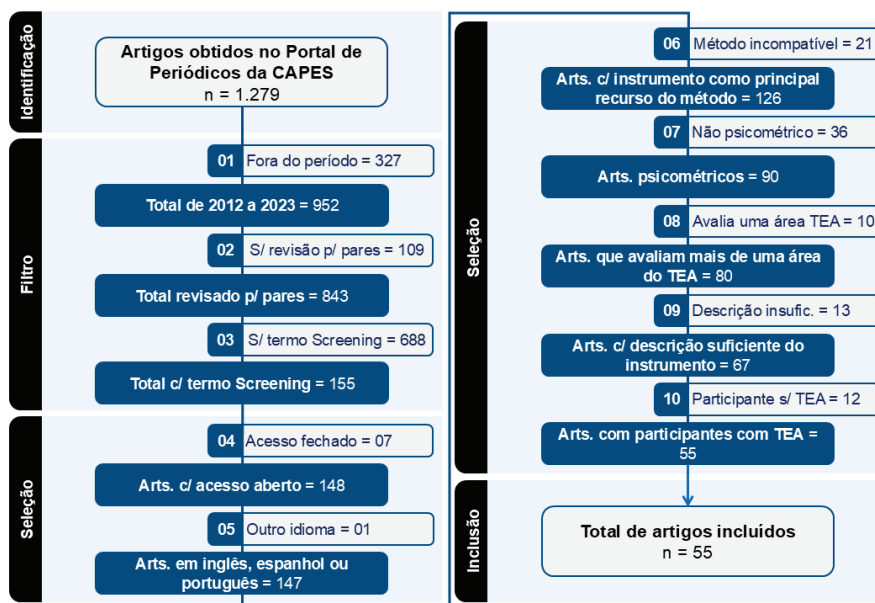 Identificação
Artigos obtidos no Portal de
Periódicos da CAPES
n = 1.279
Filtro
01 Fora do período = 327
Total de 2012 a 2023 = 952
02 S/ revisão p/ pares = 109
Total revisado p/ pares = 843
03 S/ termo Screening = 688
Total c/ termo Screening = 155
Seleção
04 Acesso fechado = 07
Arts. c/ acesso aberto = 148
05 Outro idioma = 01
Arts. em inglês, espanhol ou
português = 147
Seleção
06 Método incompatível = 21
Arts. c/ instrumento como principal
recurso do método = 126
07 Não psicométrico = 36
Arts. psicométricos = 90
08 Avalia uma área TEA = 10
Arts. que avaliam mais de uma área
do TEA = 80
09 Descrição insufic. = 13
Arts. c/ descrição suficiente do
instrumento = 67
10 Participante s/ TEA = 12
Arts. com participantes com TEA =
55
Inclusão
Total de artigos incluídos
n = 55